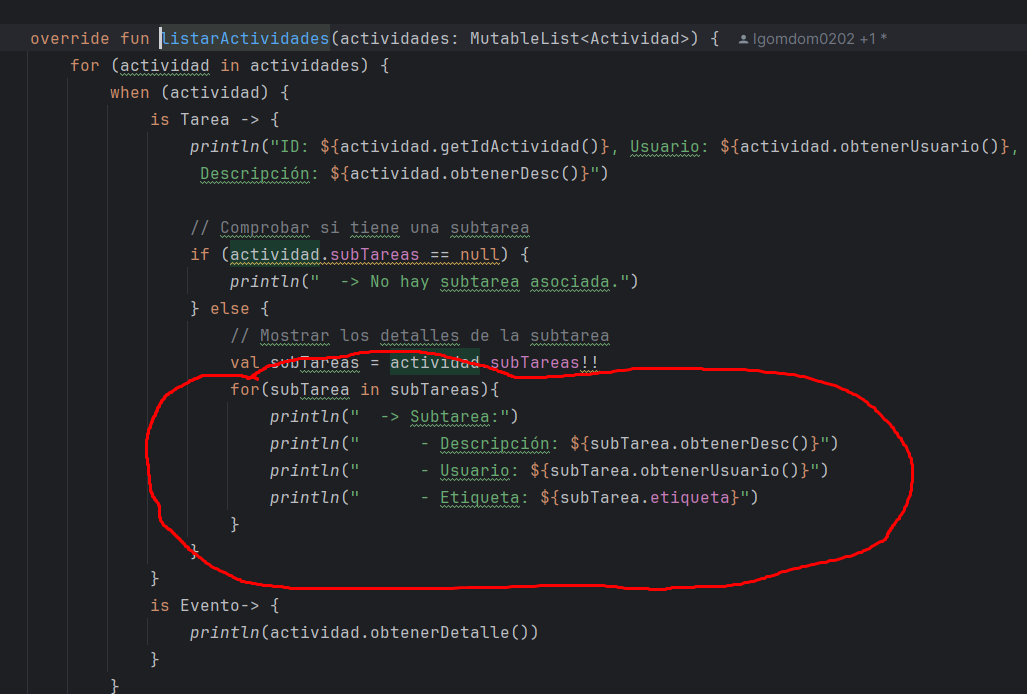 override fun listarActividades(actividades: MutableList<Actividad>) { lgomdom0202 +1 *
for (actividad in actividades) {
when (actividad) {
is Tarea -> {
println("ID: ${actividad.getIdActividad()}, Usuario: ${actividad.obtenerUsuario()},
Descripción: ${actividad.obtenerDesc()}")
// Comprobar si tiene una subtarea
if (actividad.subTareas == null) {
println("  -> No hay subtarea asociada.")
} else {
// Mostrar los detalles de la subtarea
val subTareas = actividad.subTareas!!
for(subTarea in subTareas){
println("  -> Subtarea:")
println("      - Descripción: ${subTarea.obtenerDesc()}")
println("      - Usuario: ${subTarea.obtenerUsuario()}")
println("      - Etiqueta: ${subTarea.etiqueta}")
}
}
}
is Evento-> {
println(actividad.obtenerDetalle())
}
}